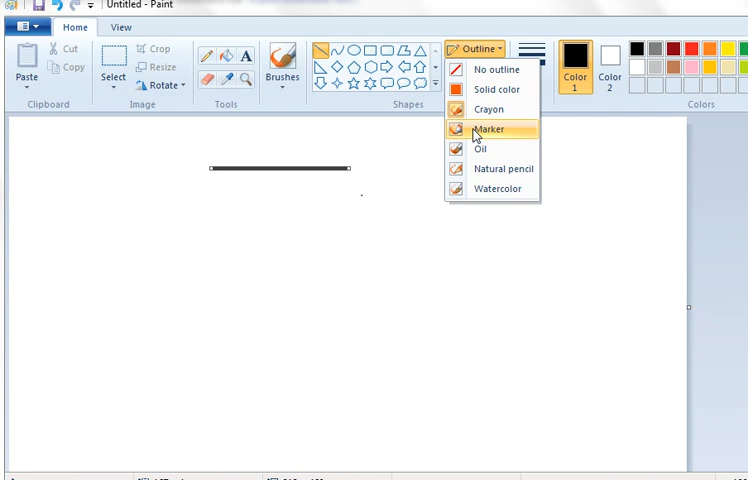 Untitled - Paint
Home View
Paste
Cut
Copy
Clipboard
Select
Crop
Resize
Rotate
Image
A
Tools
Brushes
Shapes
Outline
No outline
Solid color
Crayon
Marker
Oil
Natural pencil
Watercolor
Color
1
Color
2
Colors